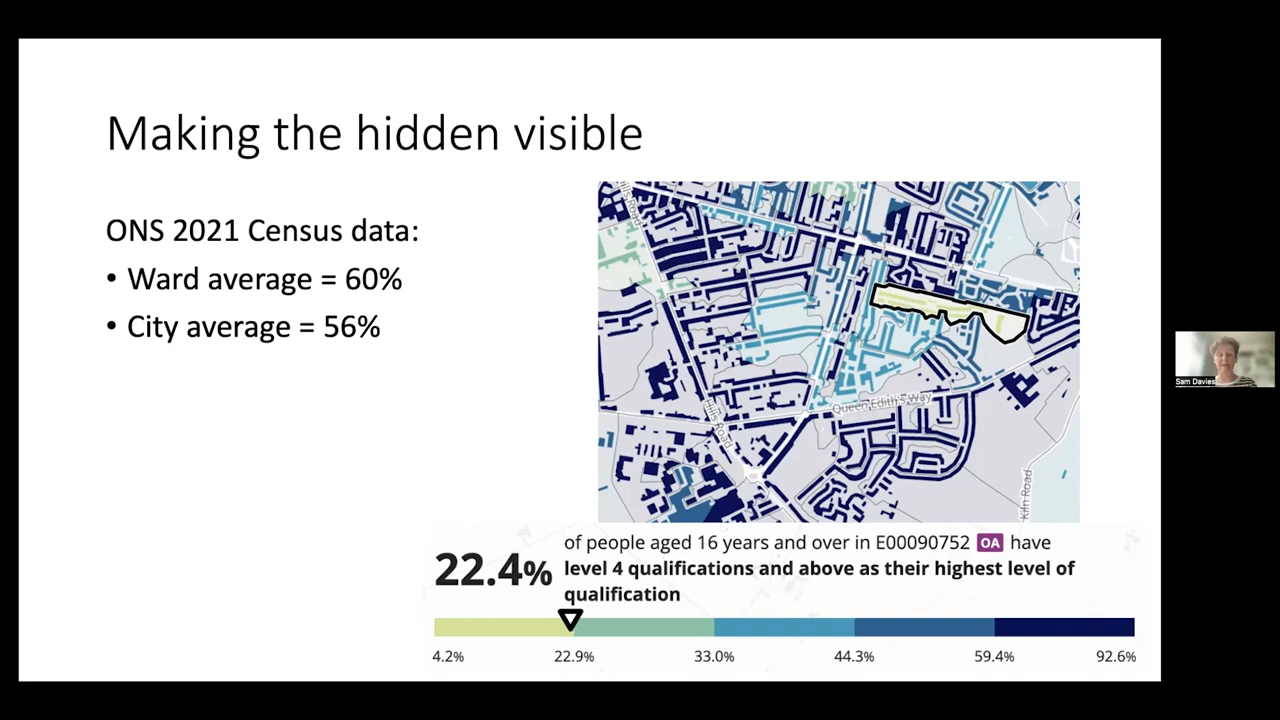 Making the hidden visible
ONS 2021 Census data:
• Ward average = 60%
• City average = 56%
Hills Road
Queen Edith's Way
Hills Road
Kiln Road
22.4%
of people aged 16 years and over in E00090752 OA have
level 4 qualifications and above as their highest level of
qualification
4.2% 22.9% 33.0% 44.3% 59.4% 92.6%
Sam Davies